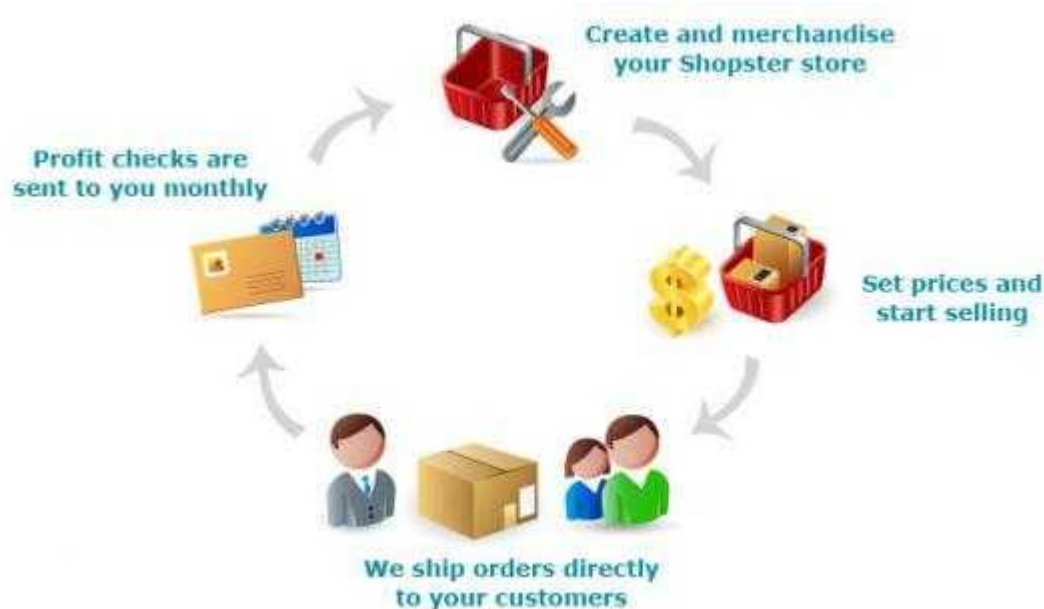 Create and merchandise
your Shopster store
Set prices and
start selling
We ship orders directly
to your customers
Profit checks are
sent to you monthly